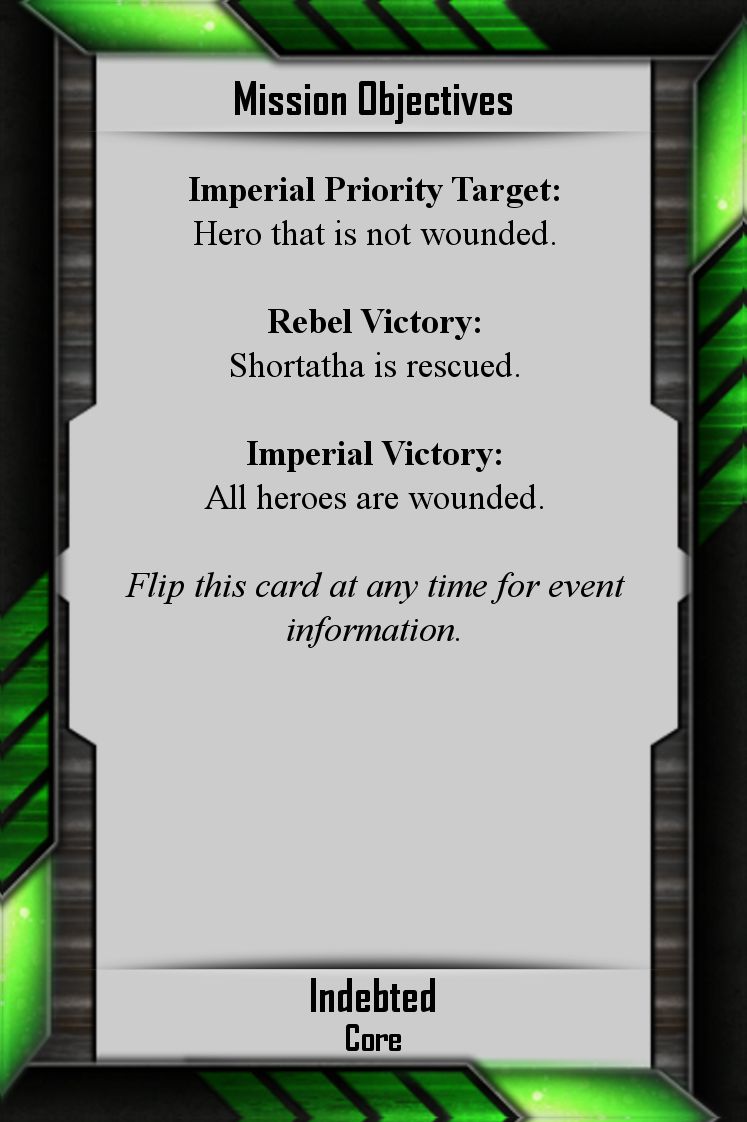 Mission Objectives
Imperial Priority Target:
Hero that is not wounded.
Rebel Victory:
Shortatha is rescued.
Imperial Victory:
All heroes are wounded.
Flip this card at any time for event
information.
Indebted
Core